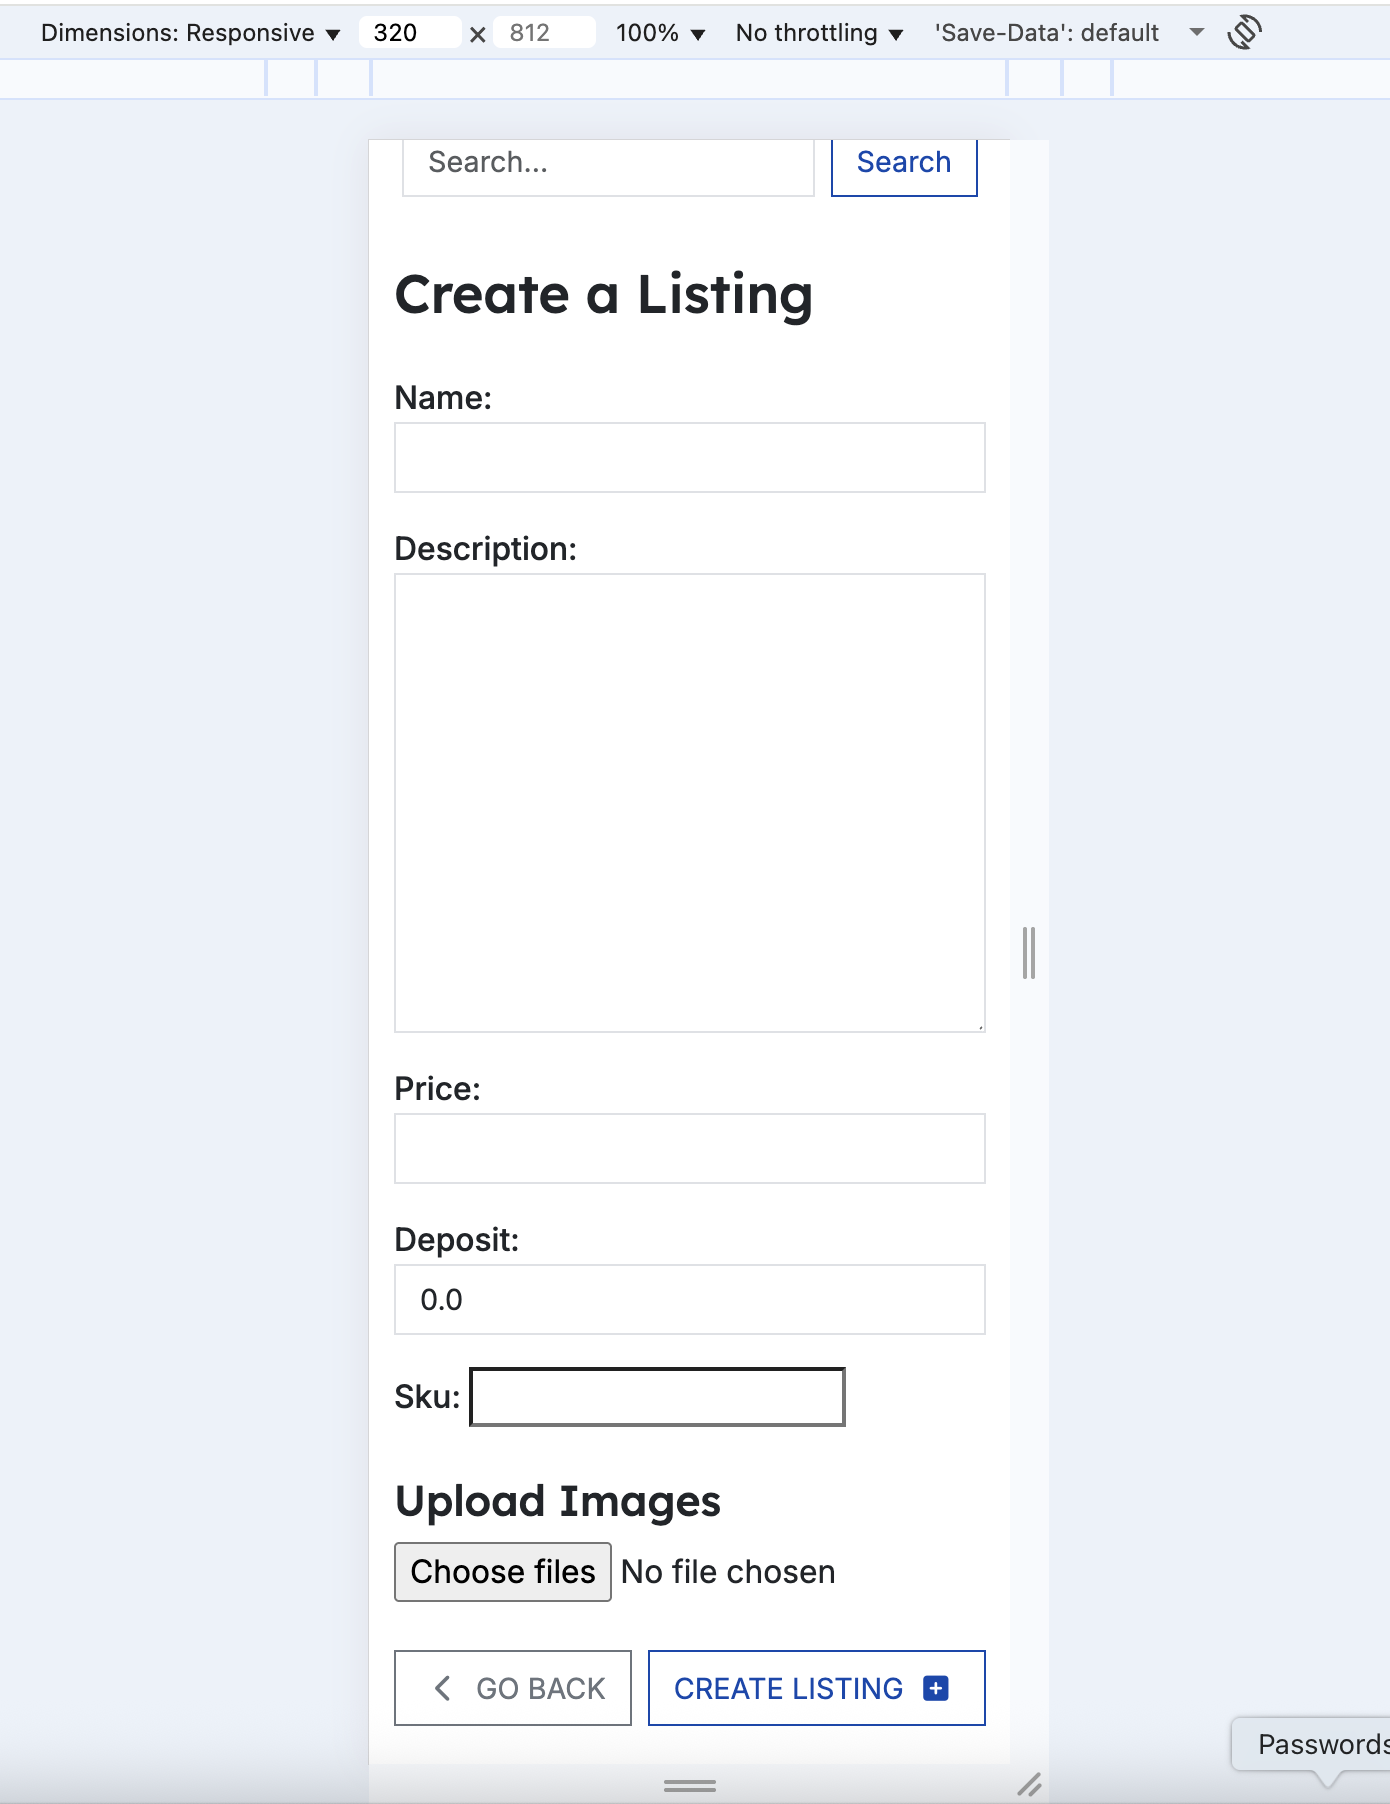 Dimensions: Responsive ▼ 320 × 812 100% ▼ No throttling ▼ 'Save-Data': default
Search... Search
Create a Listing
Name:
Description:
Price:
Deposit:
0.0
Sku:
Upload Images
Choose files No file chosen
GO BACK CREATE LISTING
Passwords